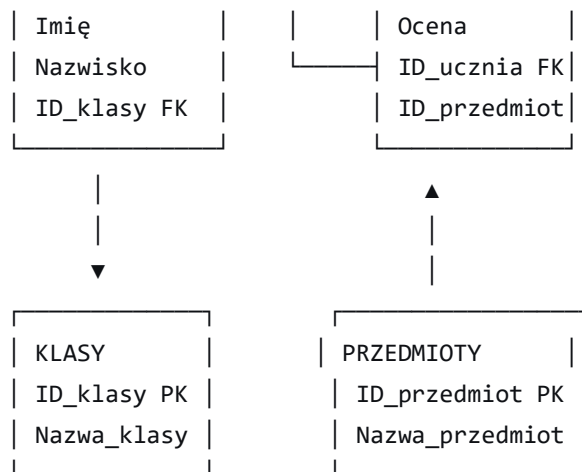 Imię
Ocena
Nazwisko
ID_ucznia FK
ID_klasy FK
ID_przedmiot
KLASY
PRZEDMIOTY
ID_klasy PK
ID_przedmiot PK
Nazwa_klasy
Nazwa_przedmiot